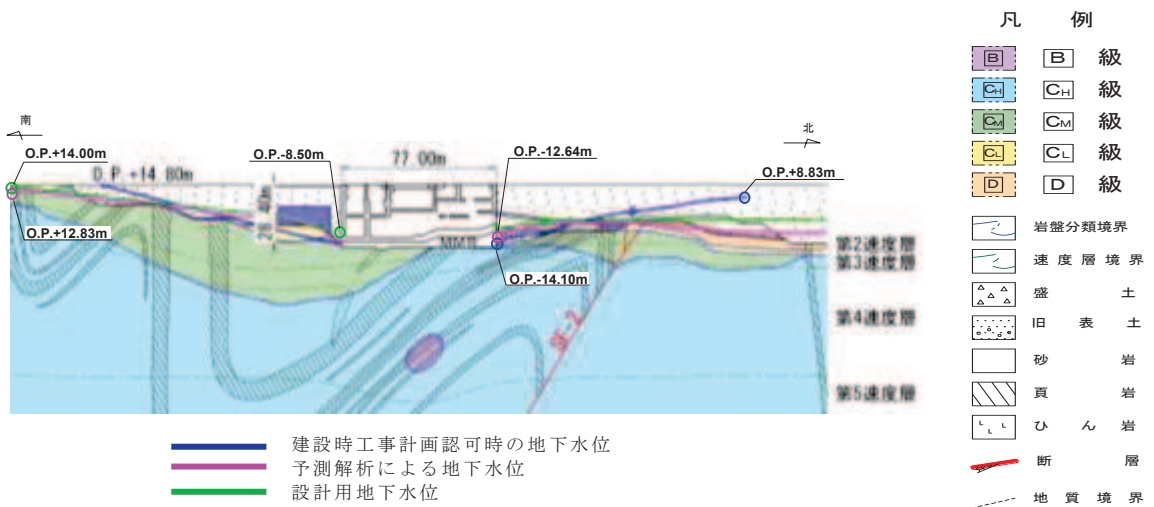 凡 例
B B 級
CH CH 級
CM CM 級
CL CL 級
D D 級
岩盤分類境界
速度層境界
盛土
旧表土
砂岩
頁岩
ひん岩
断層
地質境界
南
北
O.P.+14.00m
O.P.-8.50m
77.00m
O.P.-12.64m
O.P.+8.83m
O.P.+14.80m
O.P.+12.83m
O.P.-14.10m
第2速度層
第3速度層
第4速度層
第5速度層
建設時工事計画認可時の地下水位
予測解析による地下水位
設計用地下水位